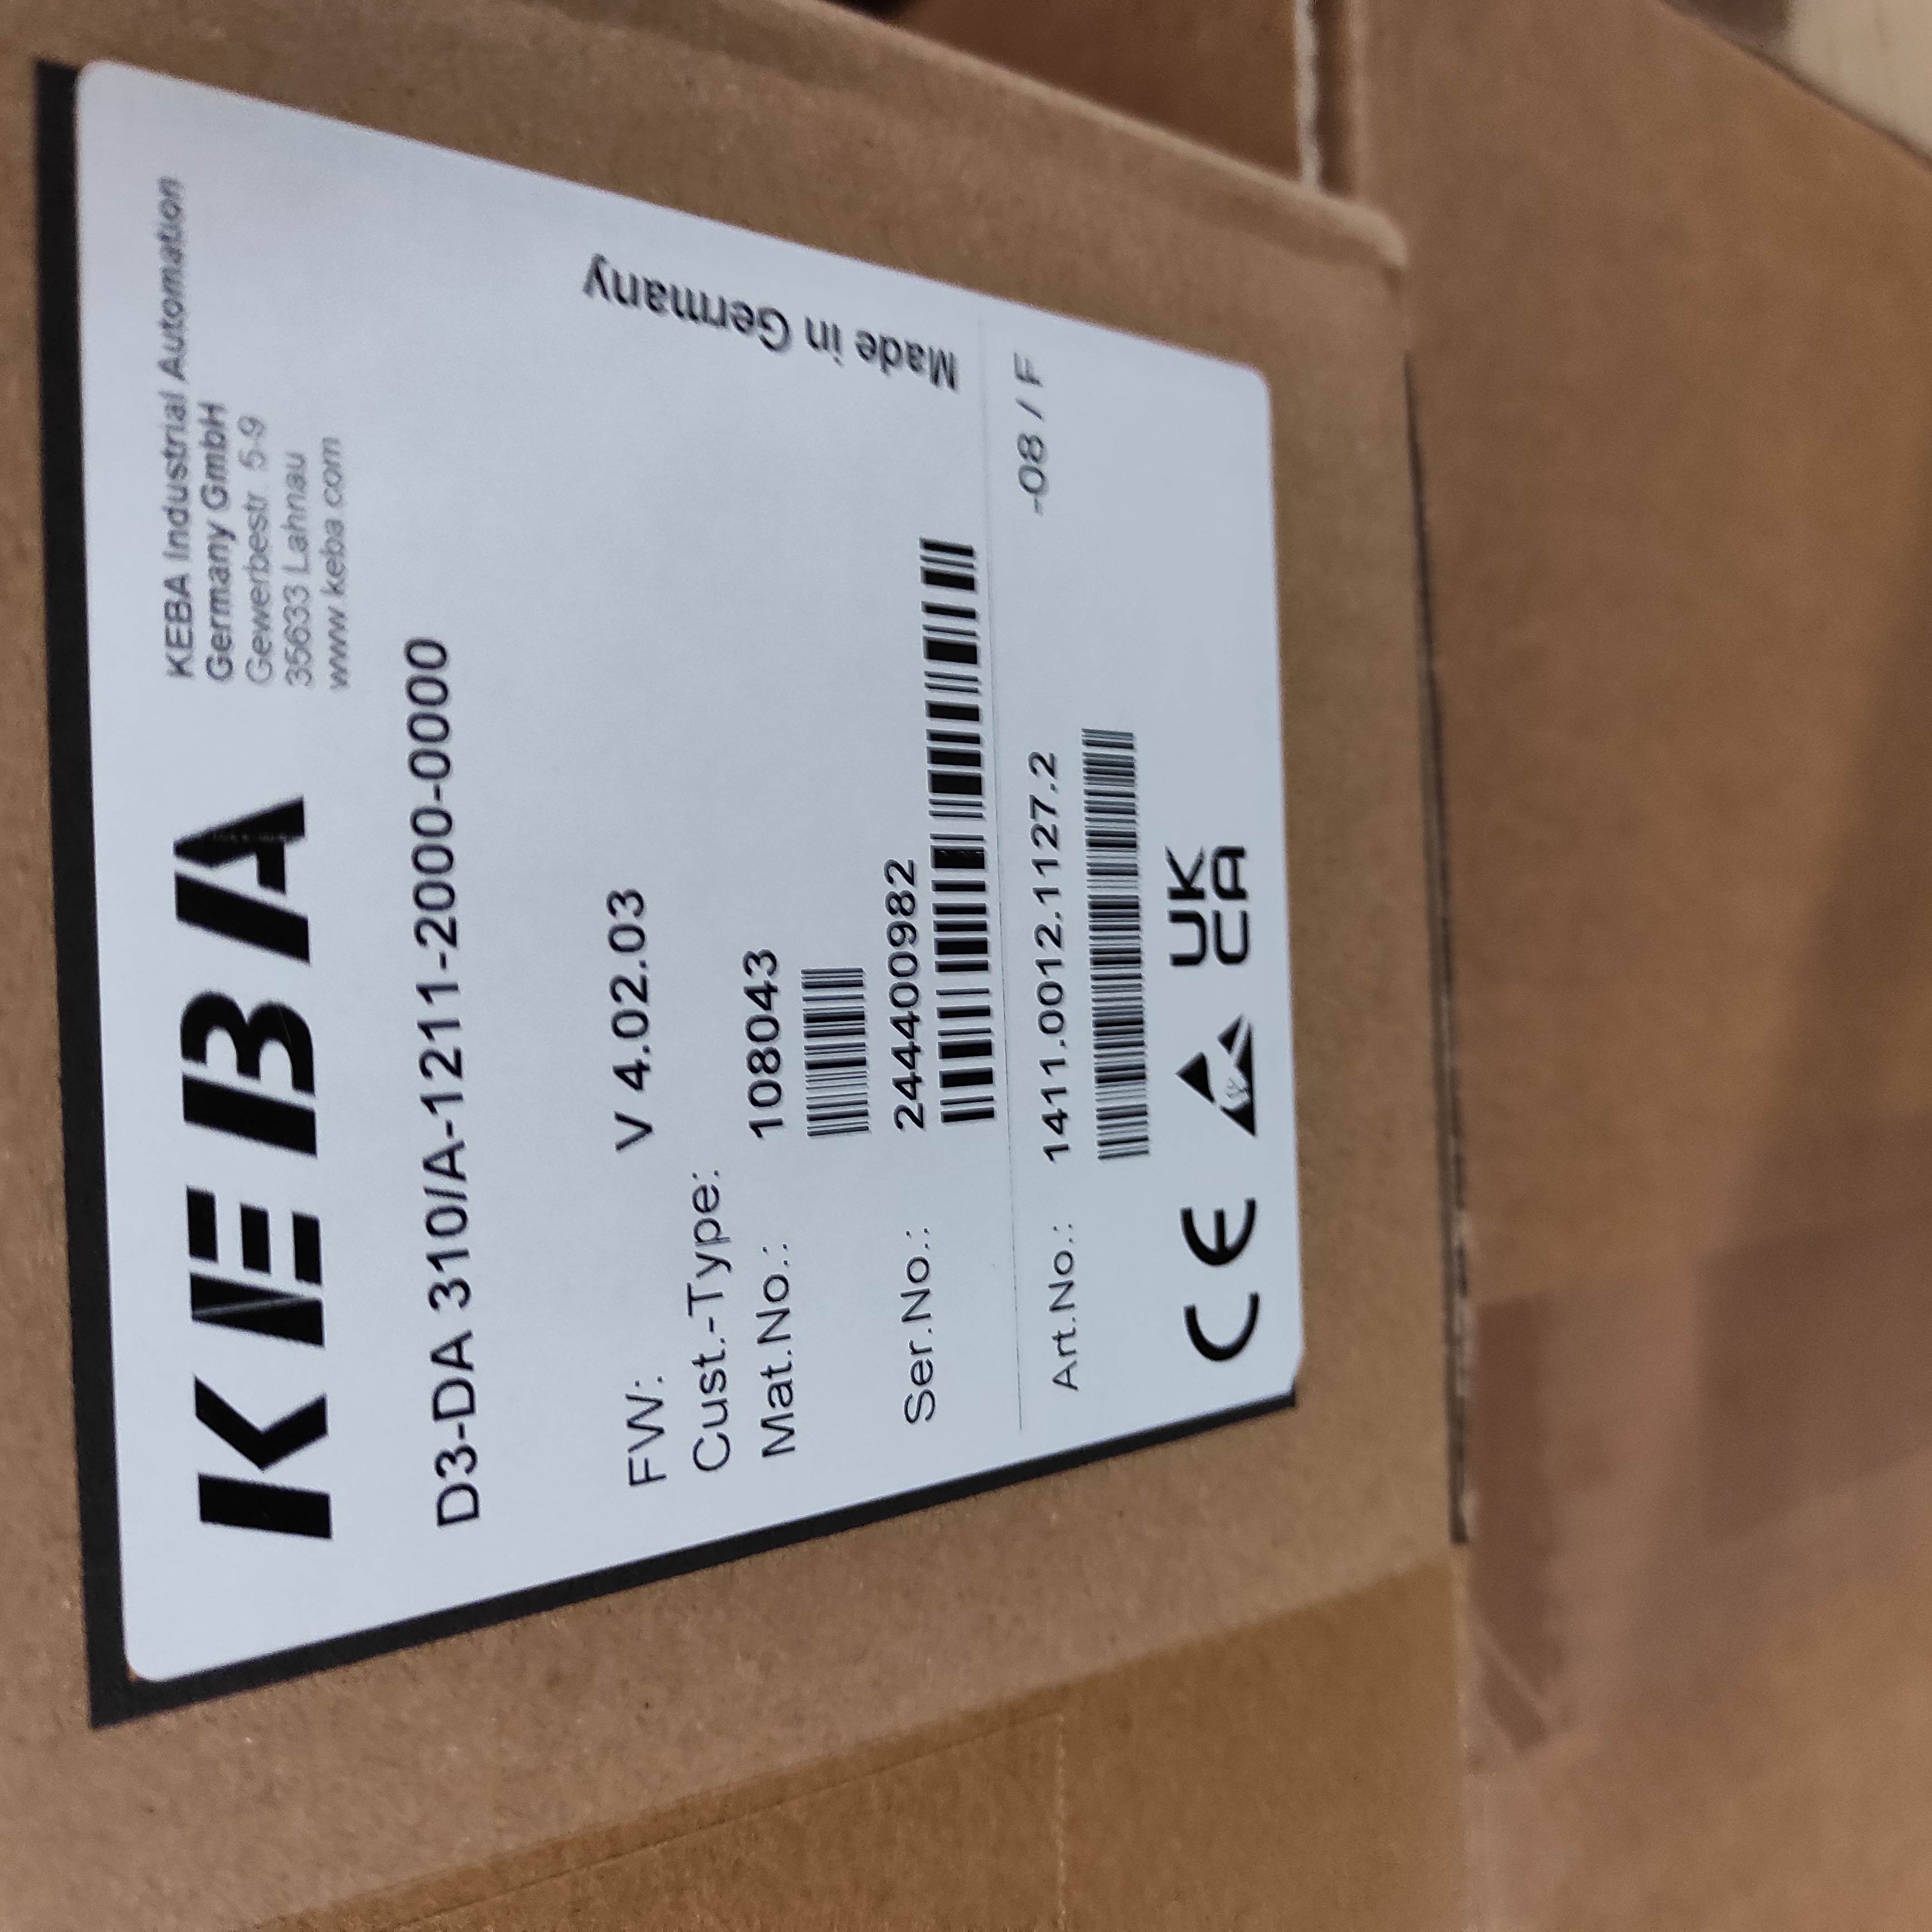 KEBA
KEBA Industrial Automation
Germany GmbH
Gewerbestr. 5-9
35633 Lahnau
www.keba.com
D3-DA 310/A-1211-2000-0000
FW: V 4.02.03
Cust.-Type:
Mat.No.: 108043
Ser.No.: 2444400982
Made in Germany
Art.No.: 1411.0012.1127.2 -08 / F
CE UK
CA